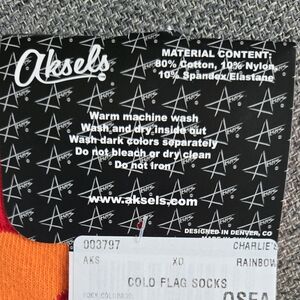 Aksels
MATERIAL CONTENT:
80% Cotton, 10% Nylon,
10% Spandex/Elastane
Warm machine wash
Wash and dry inside out
Wash dark colors separately
Do not bleach or dry clean
Do not iron
www.aksels.com
DESIGNED IN DENVER, CO
003797
CHARLIE'S
AKS
XO
RAINBOW
COLO FLAG SOCKS